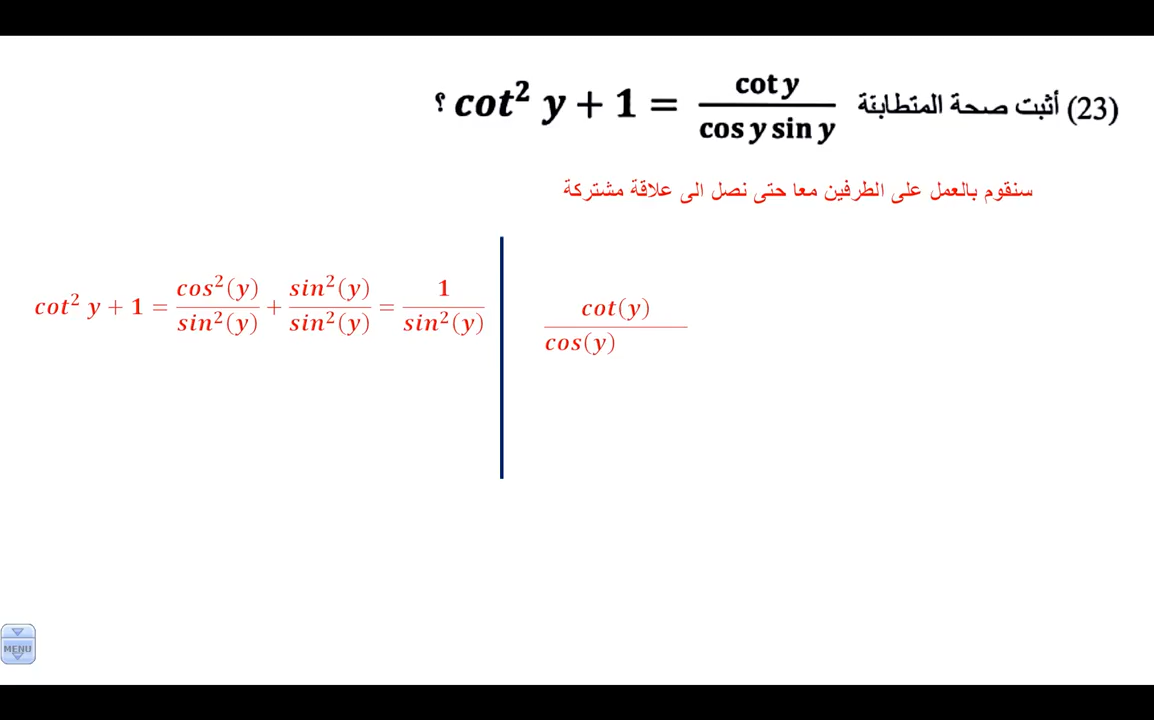 (23) أثبت صحة المتطابقة cot² y + 1 = cot y / cos y sin y ؟
سنقوم بالعمل على الطرفين معا حتى نصل الى علاقة مشتركة
cot² y + 1 = cos²(y) / sin²(y) + sin²(y) / sin²(y) = 1 / sin²(y)
cot(y) / cos(y)
MENU